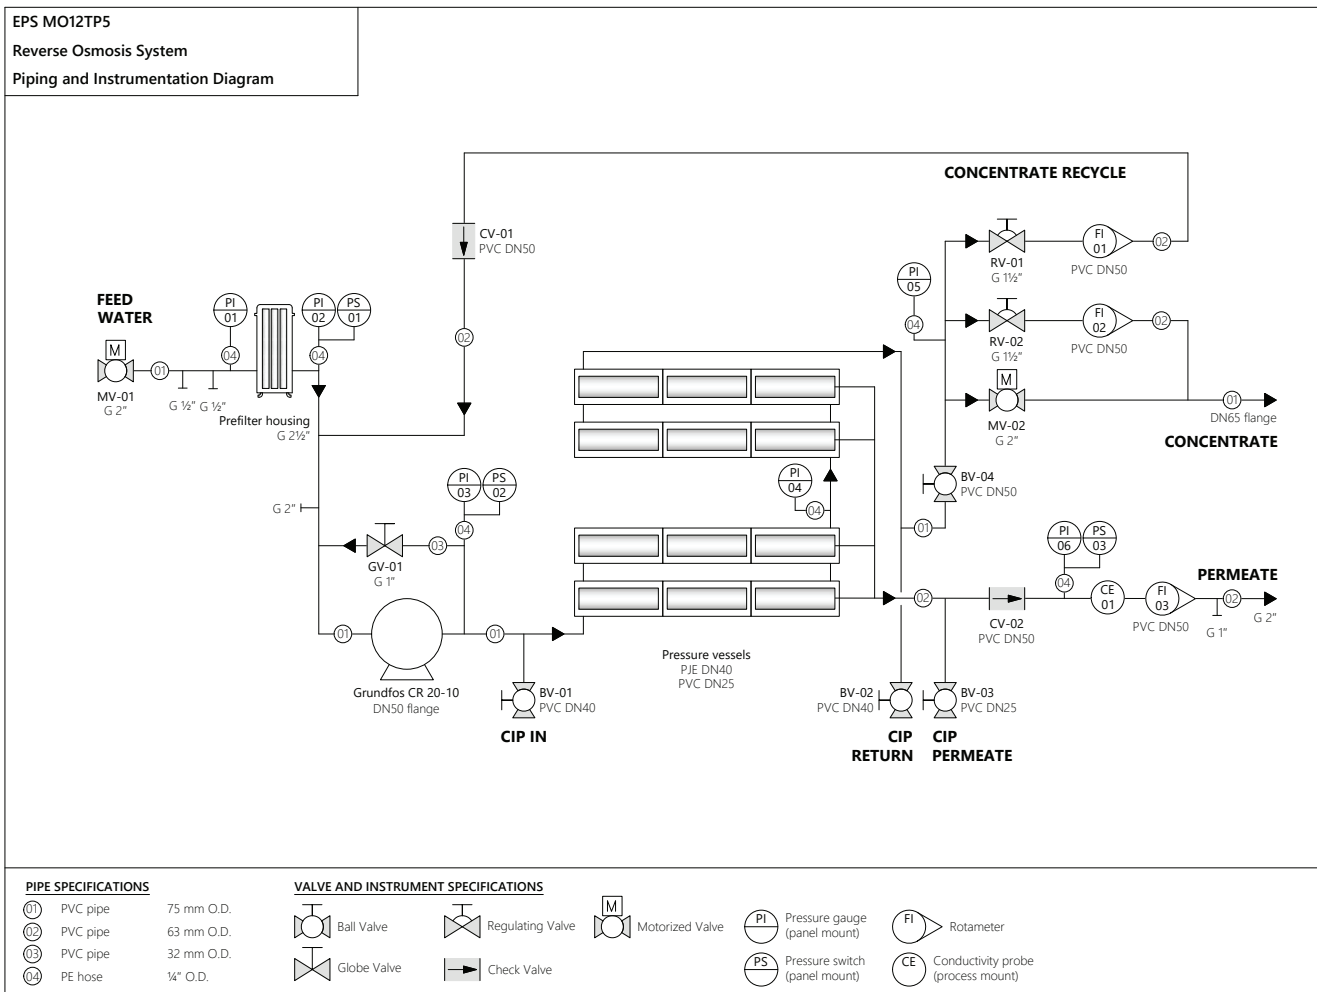 EPS MO12TP5
Reverse Osmosis System
Piping and Instrumentation Diagram
CONCENTRATE RECYCLE
CV-01
PVC DN50
FI
01
02
RV-01
G 1½"
PVC DN50
PI
05
04
FEED
WATER
PI
01
PI
02
PS
01
FI
02
02
RV-02
G 1½"
PVC DN50
02
M
01
04
04
MV-01
G 2"
G ½"
G ½"
Prefilter housing
G 2½"
M
MV-02
G 2"
01
DN65 flange
CONCENTRATE
PI
03
PS
02
PI
04
04
BV-04
PVC DN50
G 2"
04
01
03
GV-01
G 1"
PI
06
PS
03
04
PERMEATE
02
CE
01
FI
03
02
CV-02
PVC DN50
PVC DN50
G 1"
G 2"
01
01
Pressure vessels
PJE DN40
PVC DN25
Grundfos CR 20-10
DN50 flange
BV-01
PVC DN40
BV-02
PVC DN40
BV-03
PVC DN25
CIP IN
CIP
RETURN
CIP
PERMEATE
PIPE SPECIFICATIONS
01 PVC pipe 75 mm O.D.
02 PVC pipe 63 mm O.D.
03 PVC pipe 32 mm O.D.
04 PE hose ¼" O.D.
VALVE AND INSTRUMENT SPECIFICATIONS
Ball Valve
Regulating Valve
M
Motorized Valve
PI
Pressure gauge
(panel mount)
FI
Rotameter
Globe Valve
Check Valve
PS
Pressure switch
(panel mount)
CE
Conductivity probe
(process mount)